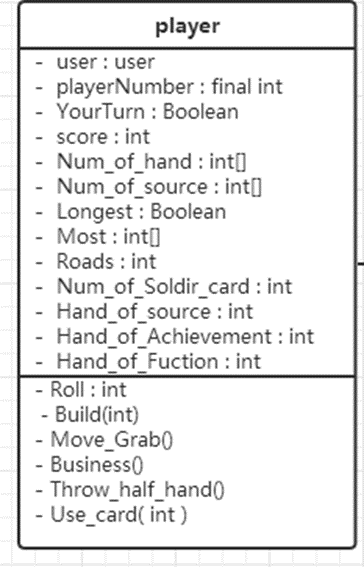 player
- user : user
- playerNumber : final int
- YourTurn : Boolean
- score : int
- Num_of_hand : int[]
- Num_of_source : int[]
- Longest : Boolean
- Most : int[]
- Roads : int
- Num_of_Soldir_card : int
- Hand_of_source : int
- Hand_of_Achievement : int
- Hand_of_Fuction : int
- Roll : int
- Build(int)
- Move_Grab()
- Business()
- Throw_half_hand()
- Use_card( int )